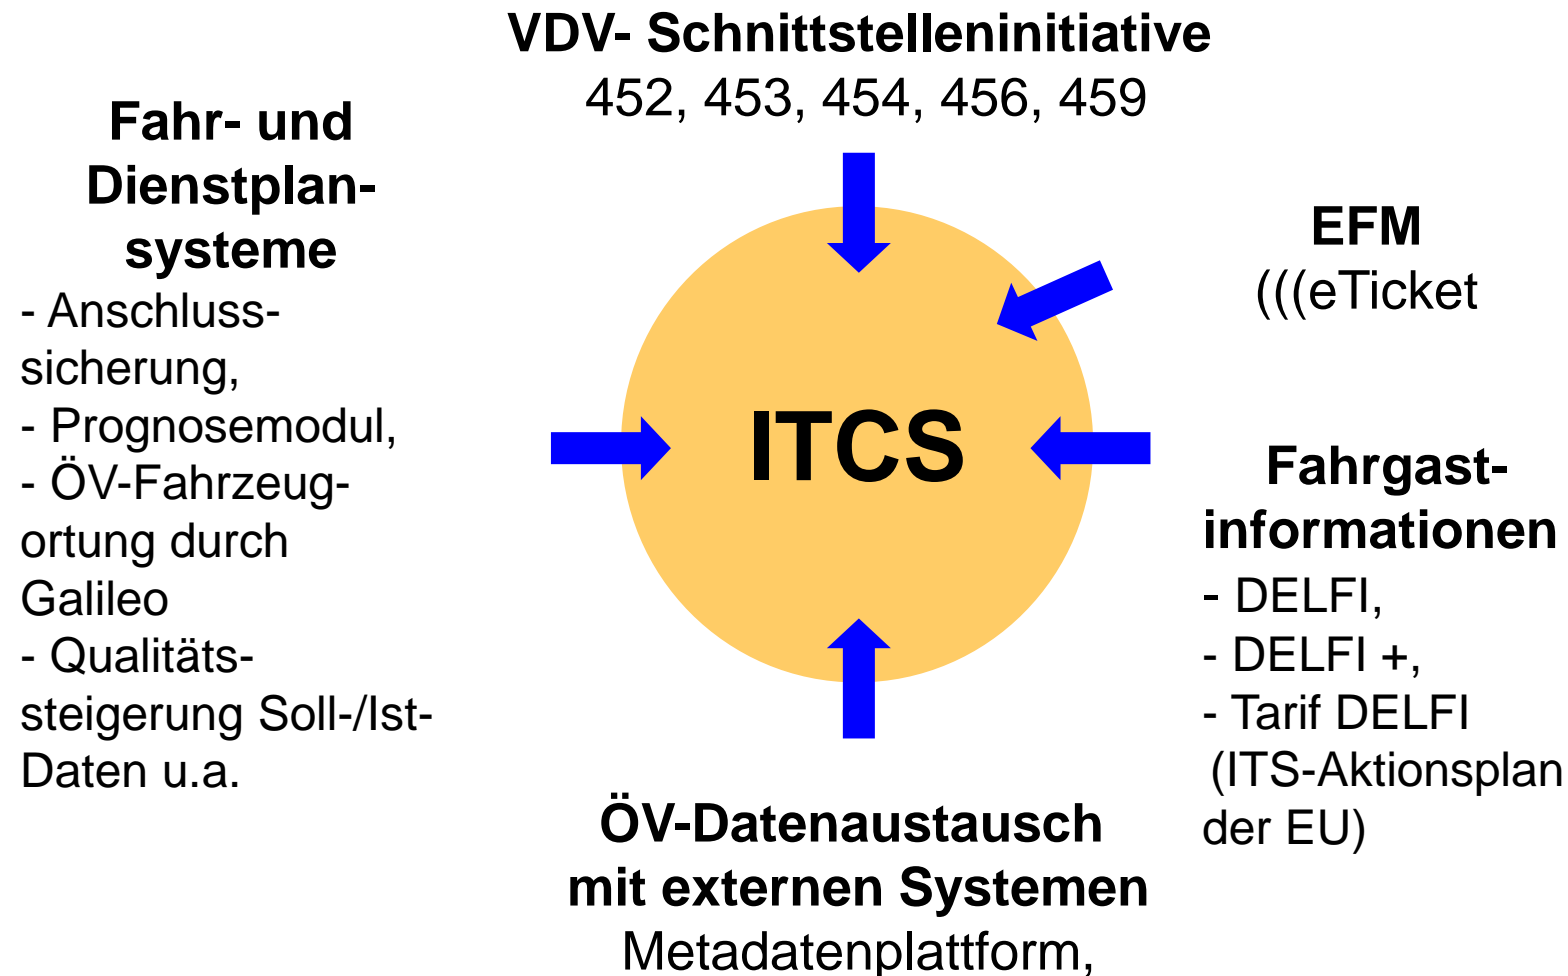 VDV- Schnittstelleninitiative
452, 453, 454, 456, 459
Fahr- und
Dienstplan-
systeme
- Anschluss-
sicherung,
- Prognosemodul,
- ÖV-Fahrzeug-
ortung durch
Galileo
- Qualitäts-
steigerung Soll-/Ist-
Daten u.a.
ITCS
EFM
(((eTicket
Fahrgast-
informationen
- DELFI,
- DELFI +,
- Tarif DELFI
(ITS-Aktionsplan
der EU)
ÖV-Datenaustausch
mit externen Systemen
Metadatenplattform,